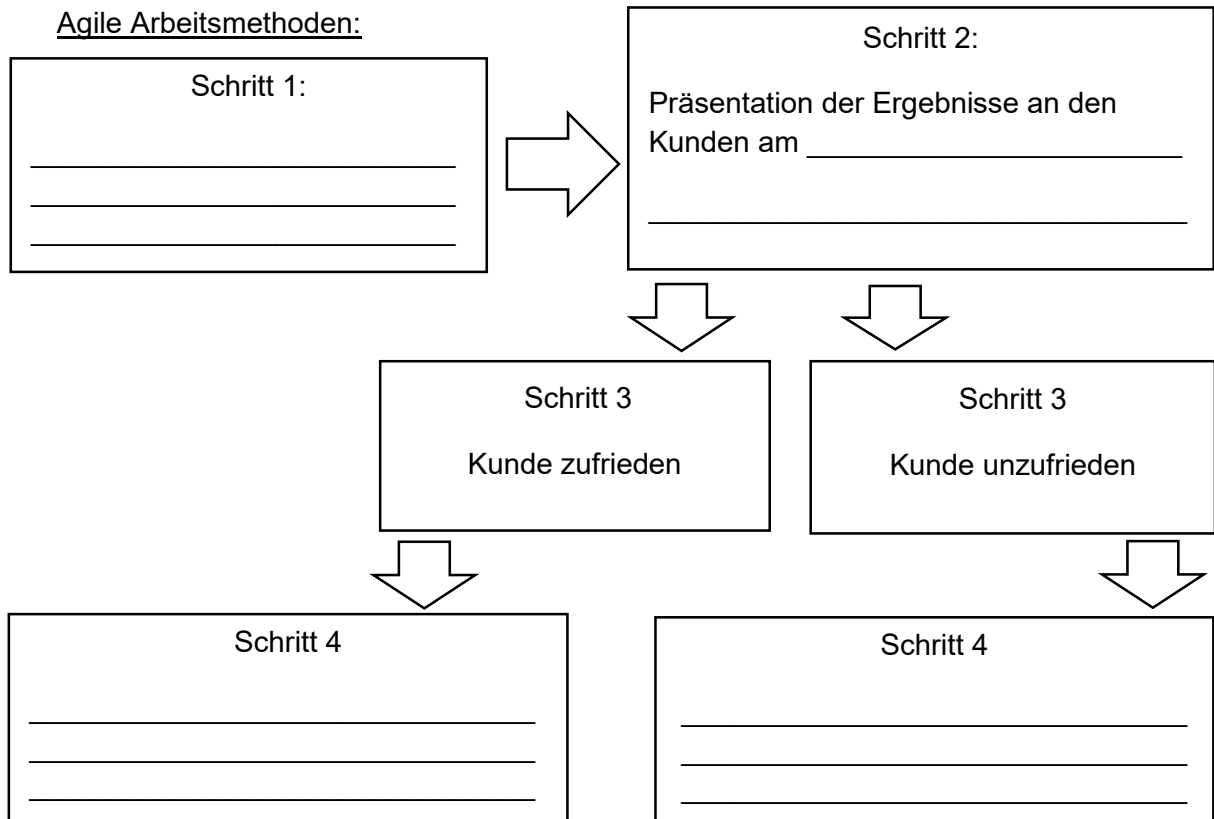 Agile Arbeitsmethoden:
Schritt 1:
Schritt 2:
Präsentation der Ergebnisse an den
Kunden am
Schritt 3
Kunde zufrieden
Schritt 3
Kunde unzufrieden
Schritt 4
Schritt 4